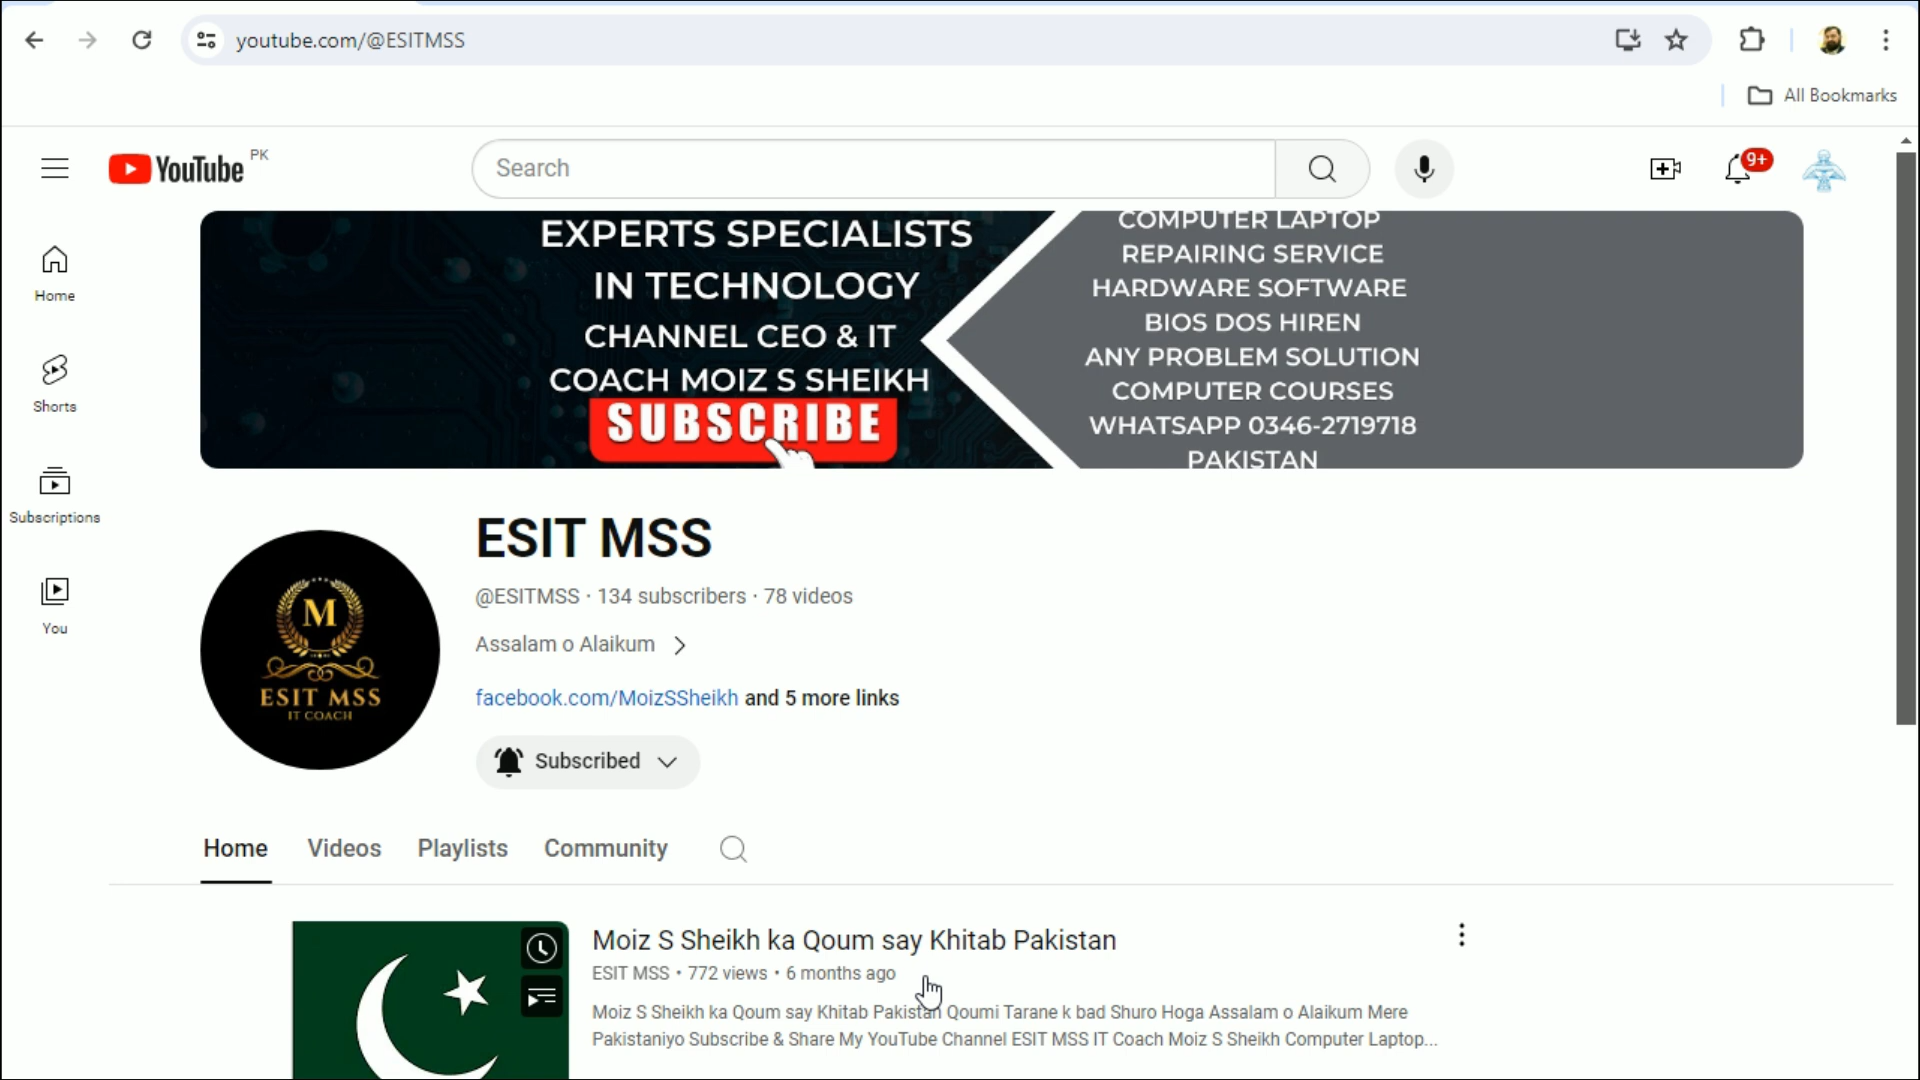 youtube.com/@ESITMSS
All Bookmarks
YouTube PK
Search
9+
Home
Shorts
Subscriptions
You
EXPERTS SPECIALISTS
IN TECHNOLOGY
CHANNEL CEO & IT
COACH MOIZ S SHEIKH
SUBSCRIBE
COMPUTER LAPTOP
REPAIRING SERVICE
HARDWARE SOFTWARE
BIOS DOS HIREN
ANY PROBLEM SOLUTION
COMPUTER COURSES
WHATSAPP 0346-2719718
PAKISTAN
M
ESIT MSS
IT COACH
ESIT MSS
@ESITMSS · 134 subscribers · 78 videos
Assalam o Alaikum
facebook.com/MoizSSheikh and 5 more links
Subscribed
Home Videos Playlists Community
Moiz S Sheikh ka Qoum say Khitab Pakistan
ESIT MSS • 772 views • 6 months ago
Moiz S Sheikh ka Qoum say Khitab Pakistan Qoumi Tarane k bad Shuro Hoga Assalam o Alaikum Mere
Pakistaniyo Subscribe & Share My YouTube Channel ESIT MSS IT Coach Moiz S Sheikh Computer Laptop...